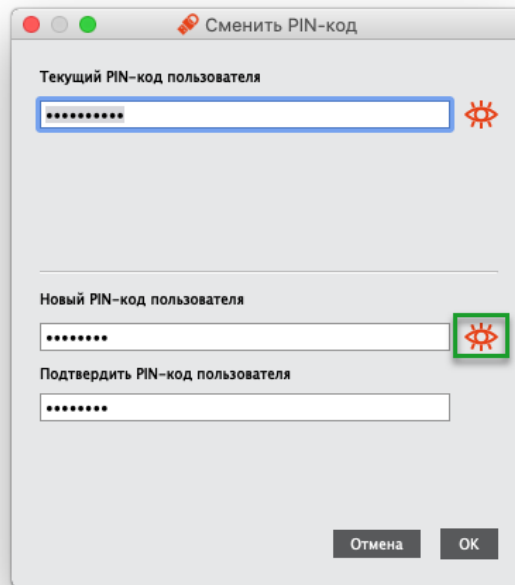 Сменить PIN-код
Текущий PIN-код пользователя
••••••••••
Новый PIN-код пользователя
••••••••
Подтвердить PIN-код пользователя
••••••••
Отмена
OK